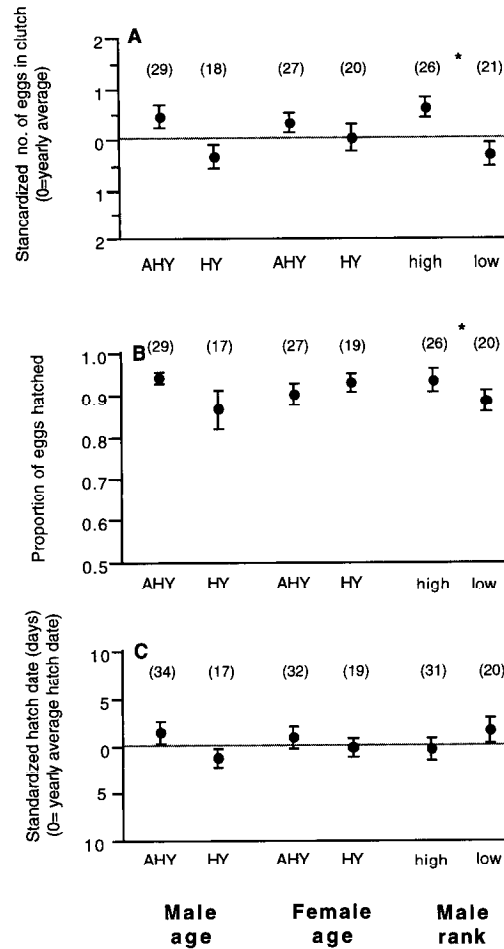 A
Stancardized no. of eggs in clutch
(0=yearly average)
2
1
0
1
2
(29) (18) (27) (20) (26) * (21)
AHY HY AHY HY high low
B
Proportion of eggs hatched
1.0
0.9
0.8
0.7
0.6
0.5
(29) (17) (27) (19) (26) * (20)
AHY HY AHY HY high low
C
Standardized hatch date (days)
(0= yearly average hatch date)
10
5
0
5
10
(34) (17) (32) (19) (31) (20)
AHY HY AHY HY high low
Male Female Male
age age rank